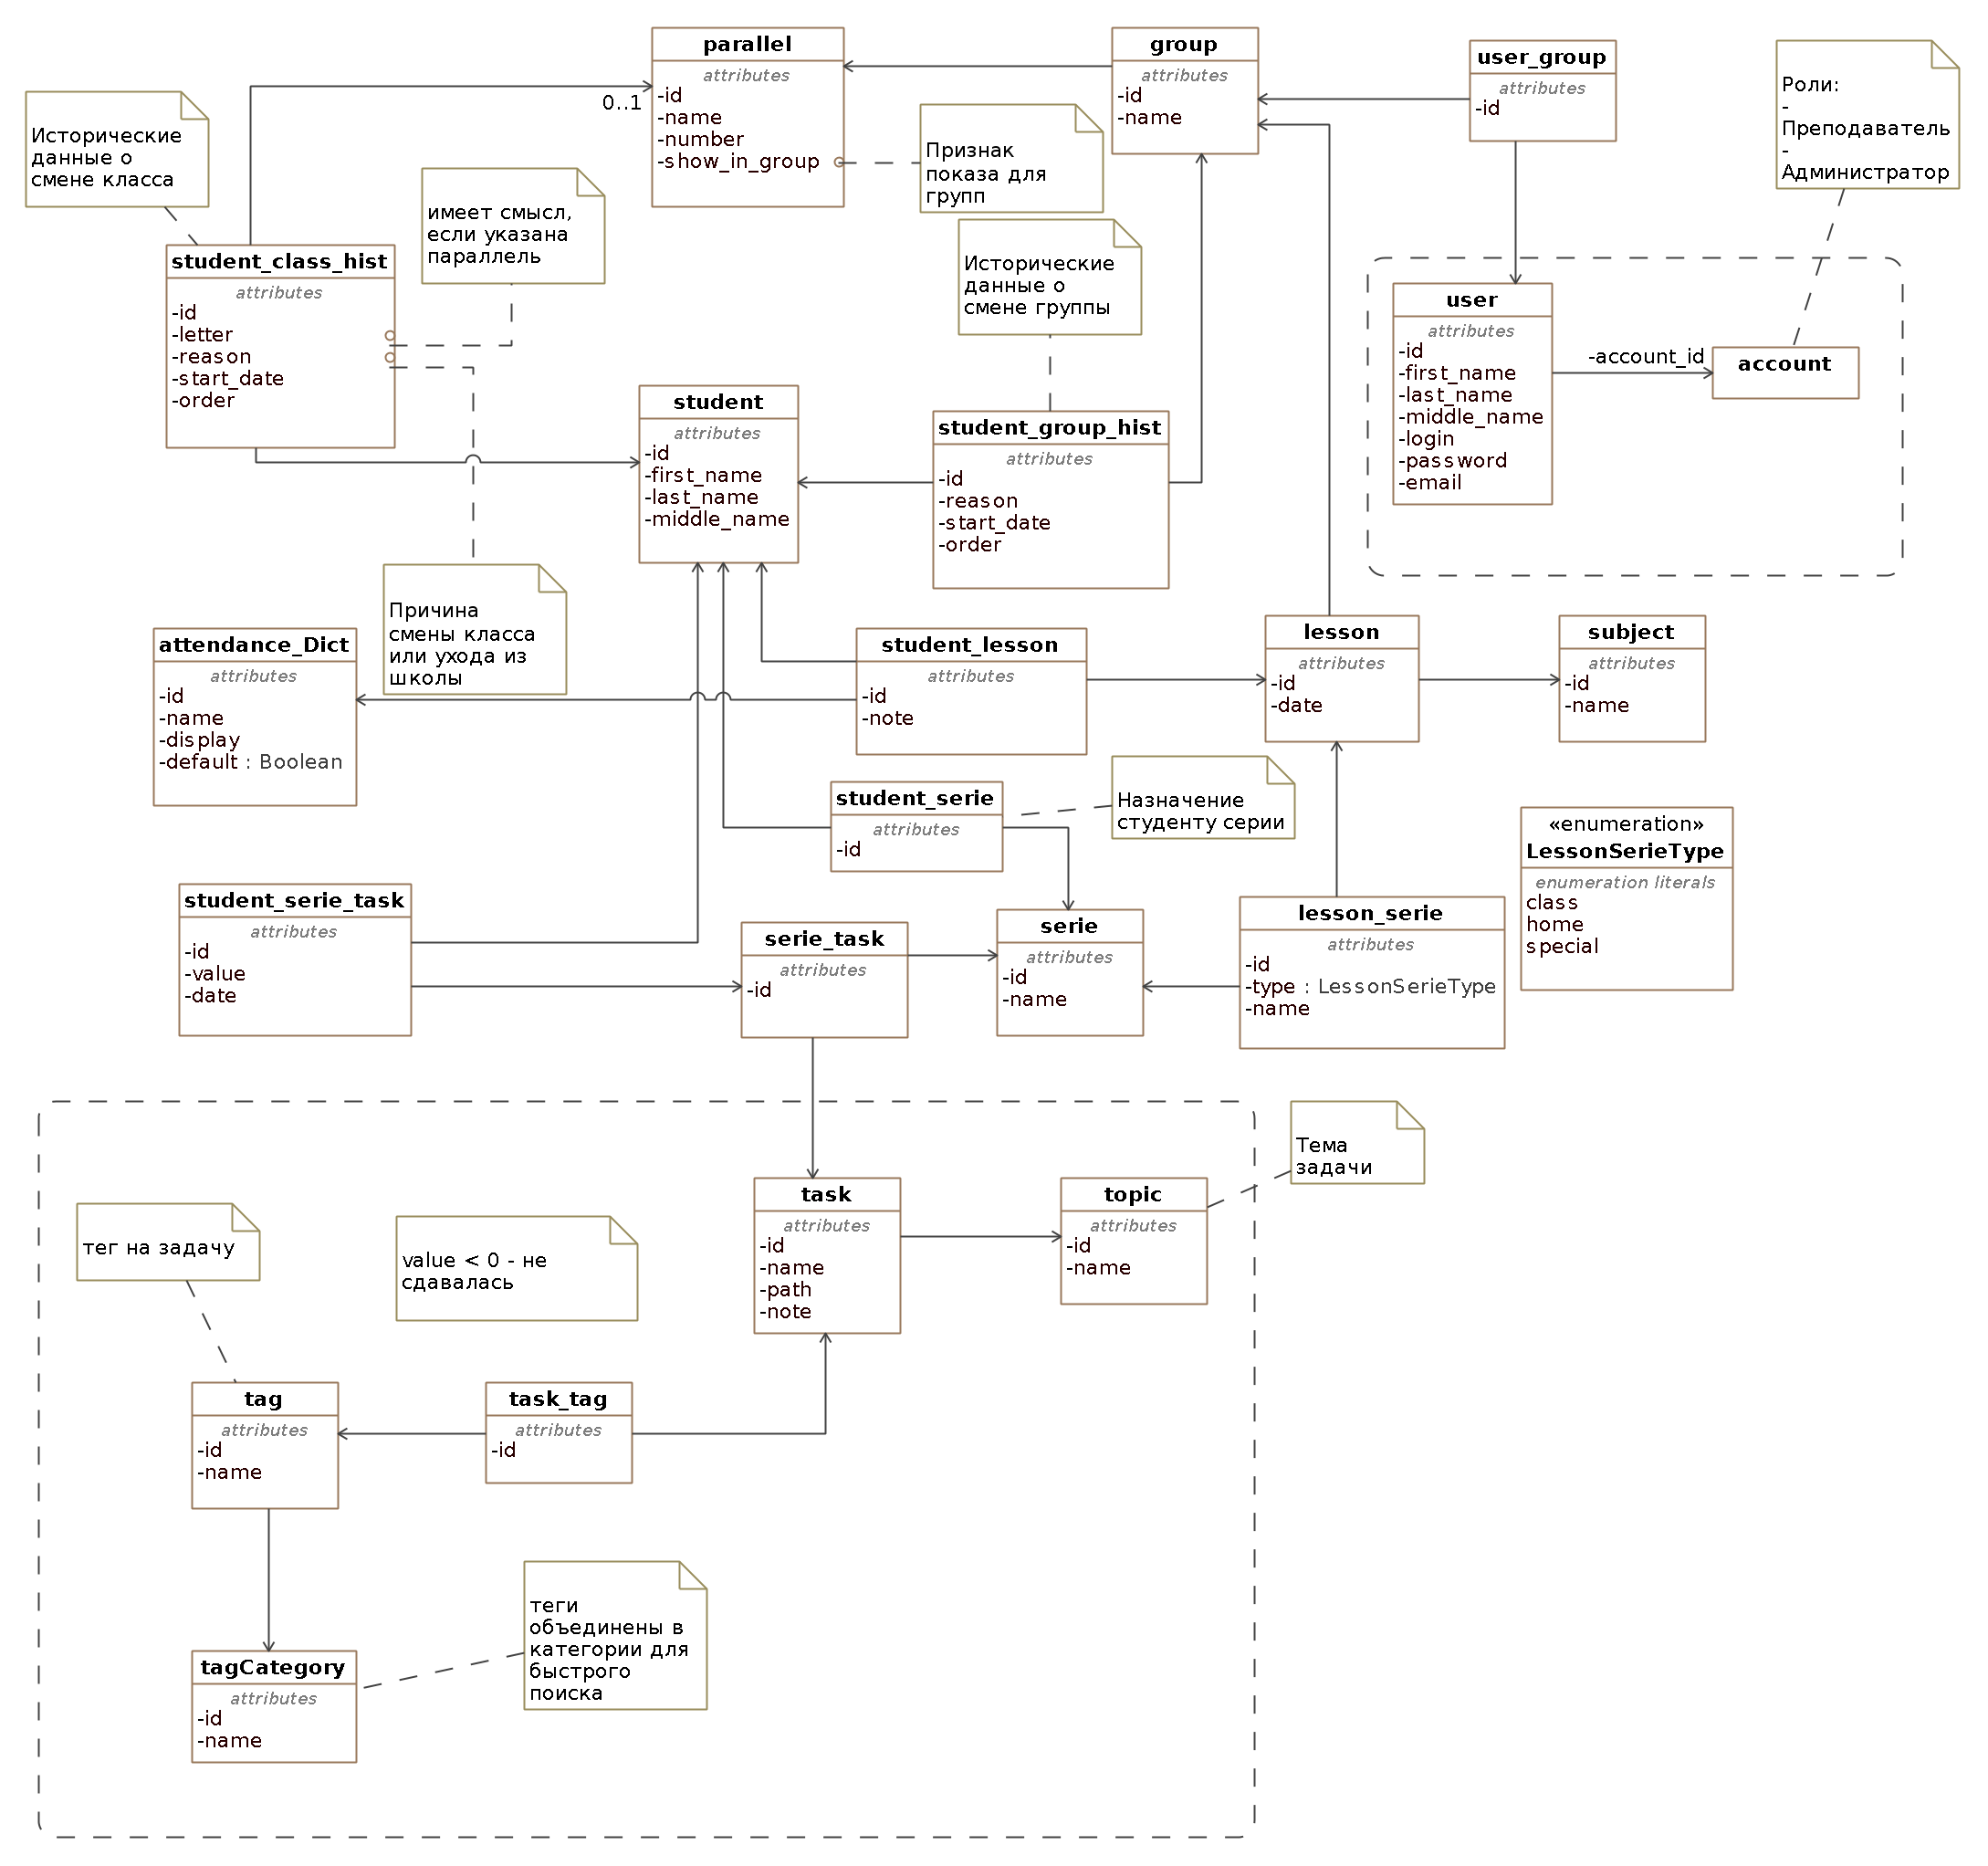 parallel
attributes
-id
-name
-number
-show_in_group
0..1
group
attributes
-id
-name
user_group
attributes
-id
Роли:
-
Преподаватель
-
Администратор
Исторические
данные о
смене класса
имеет смысл,
если указана
параллель
Признак
показа для
групп
student_class_hist
attributes
-id
-letter
-reason
-start_date
-order
Исторические
данные о
смене группы
user
attributes
-id
-first_name
-last_name
-middle_name
-login
-password
-email
-account_id
account
student
attributes
-id
-first_name
-last_name
-middle_name
student_group_hist
attributes
-id
-reason
-start_date
-order
Причина
смены класса
или ухода из
школы
attendance_Dict
attributes
-id
-name
-display
-default : Boolean
student_lesson
attributes
-id
-note
lesson
attributes
-id
-date
subject
attributes
-id
-name
student_serie
attributes
-id
Назначение
студенту серии
«enumeration»
LessonSerieType
enumeration literals
class
home
special
student_serie_task
attributes
-id
-value
-date
serie_task
attributes
-id
serie
attributes
-id
-name
lesson_serie
attributes
-id
-type : LessonSerieType
-name
Тема
задачи
тег на задачу
value < 0 - не
сдавалась
task
attributes
-id
-name
-path
-note
topic
attributes
-id
-name
tag
attributes
-id
-name
task_tag
attributes
-id
теги
объединены в
категории для
быстрого
поиска
tagCategory
attributes
-id
-name